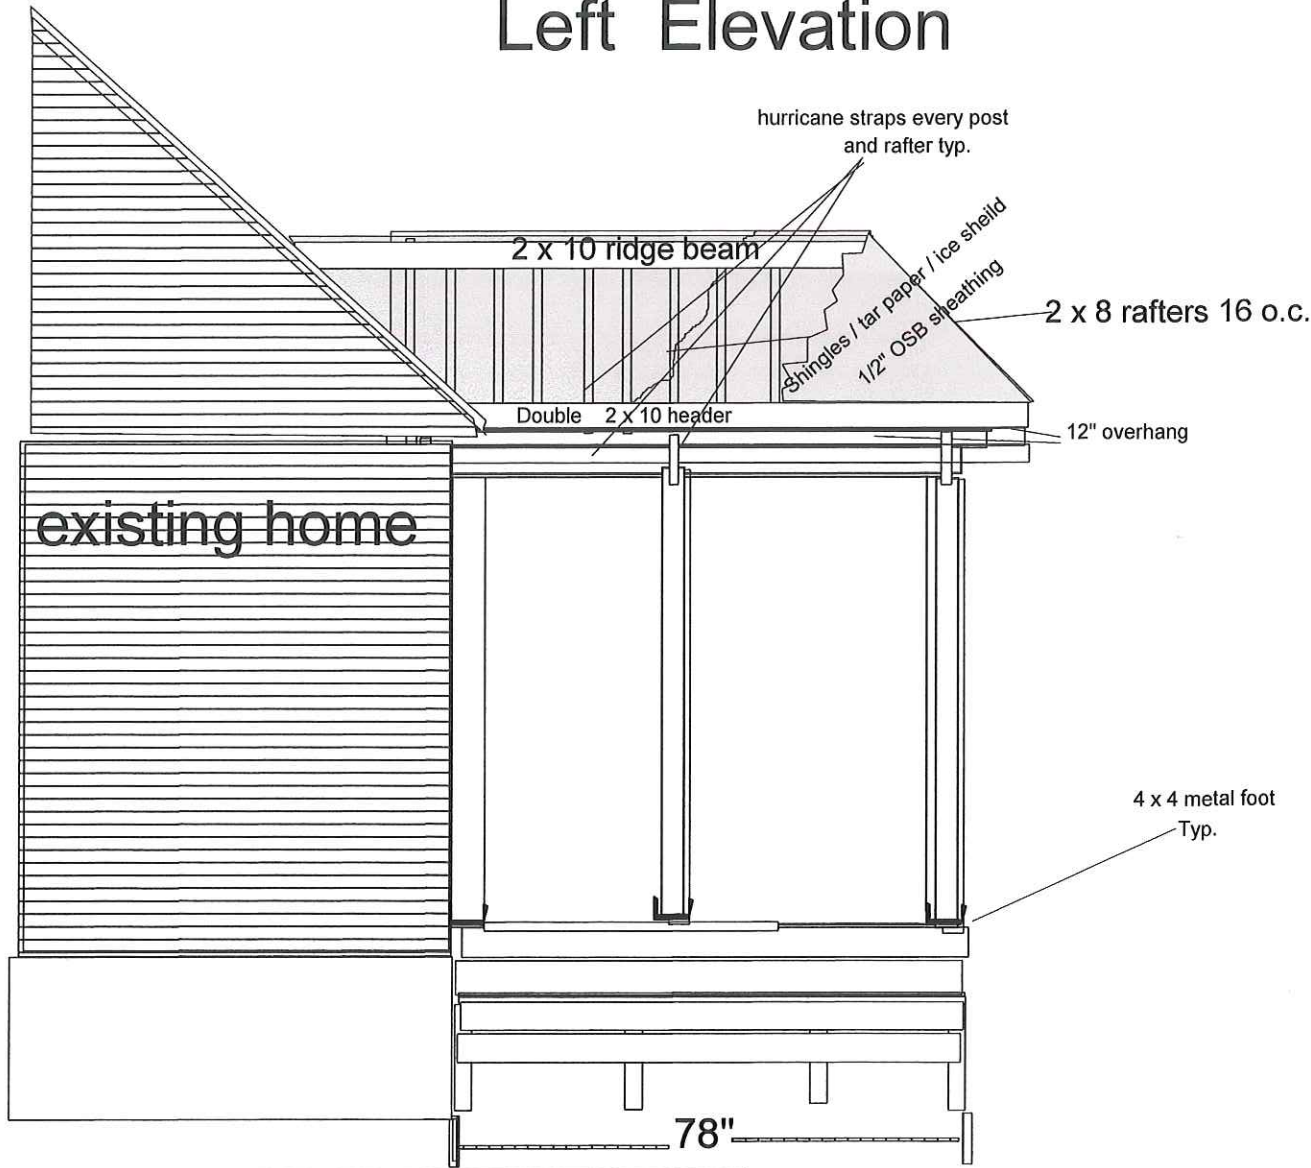 Left Elevation
hurricane straps every post
and rafter typ.
2 x 10 ridge beam
Shingles / tar paper / ice sheild
1/2" OSB sheathing
2 x 8 rafters 16 o.c.
Double 2 x 10 header
12" overhang
existing home
4 x 4 metal foot
Typ.
78"